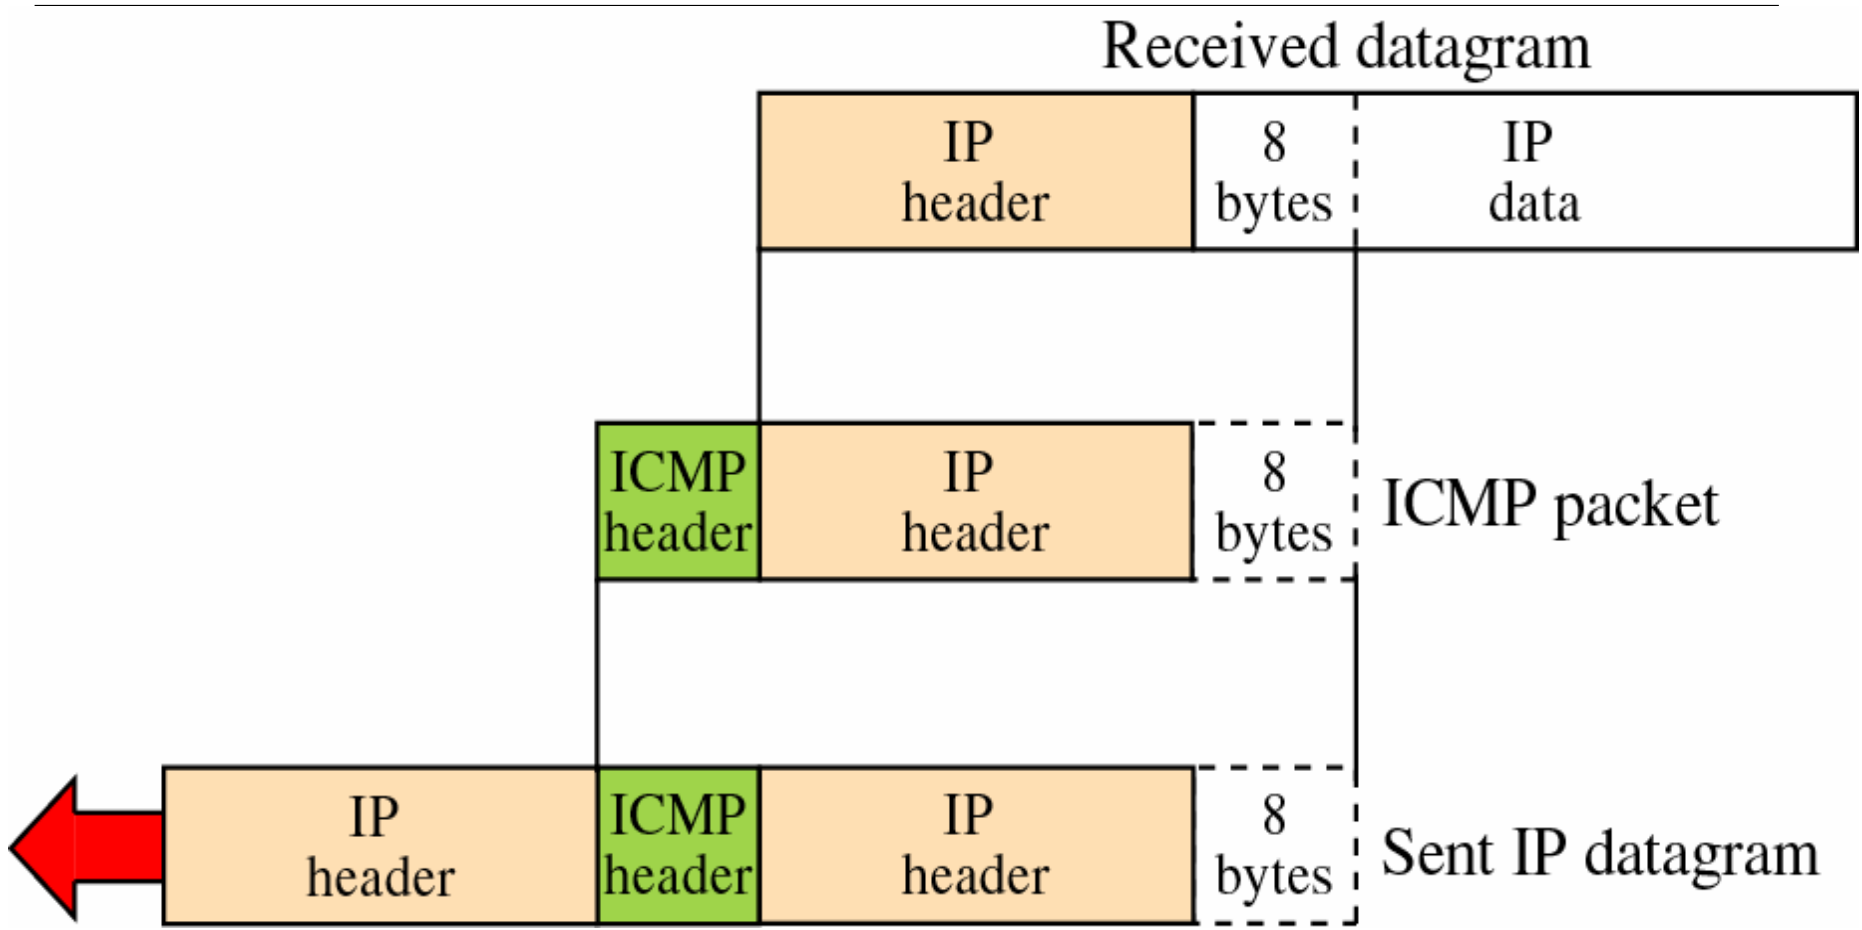 Received datagram
IP
header
8
bytes
IP
data
ICMP
header
IP
header
8
bytes
ICMP packet
IP
header
ICMP
header
IP
header
8
bytes
Sent IP datagram